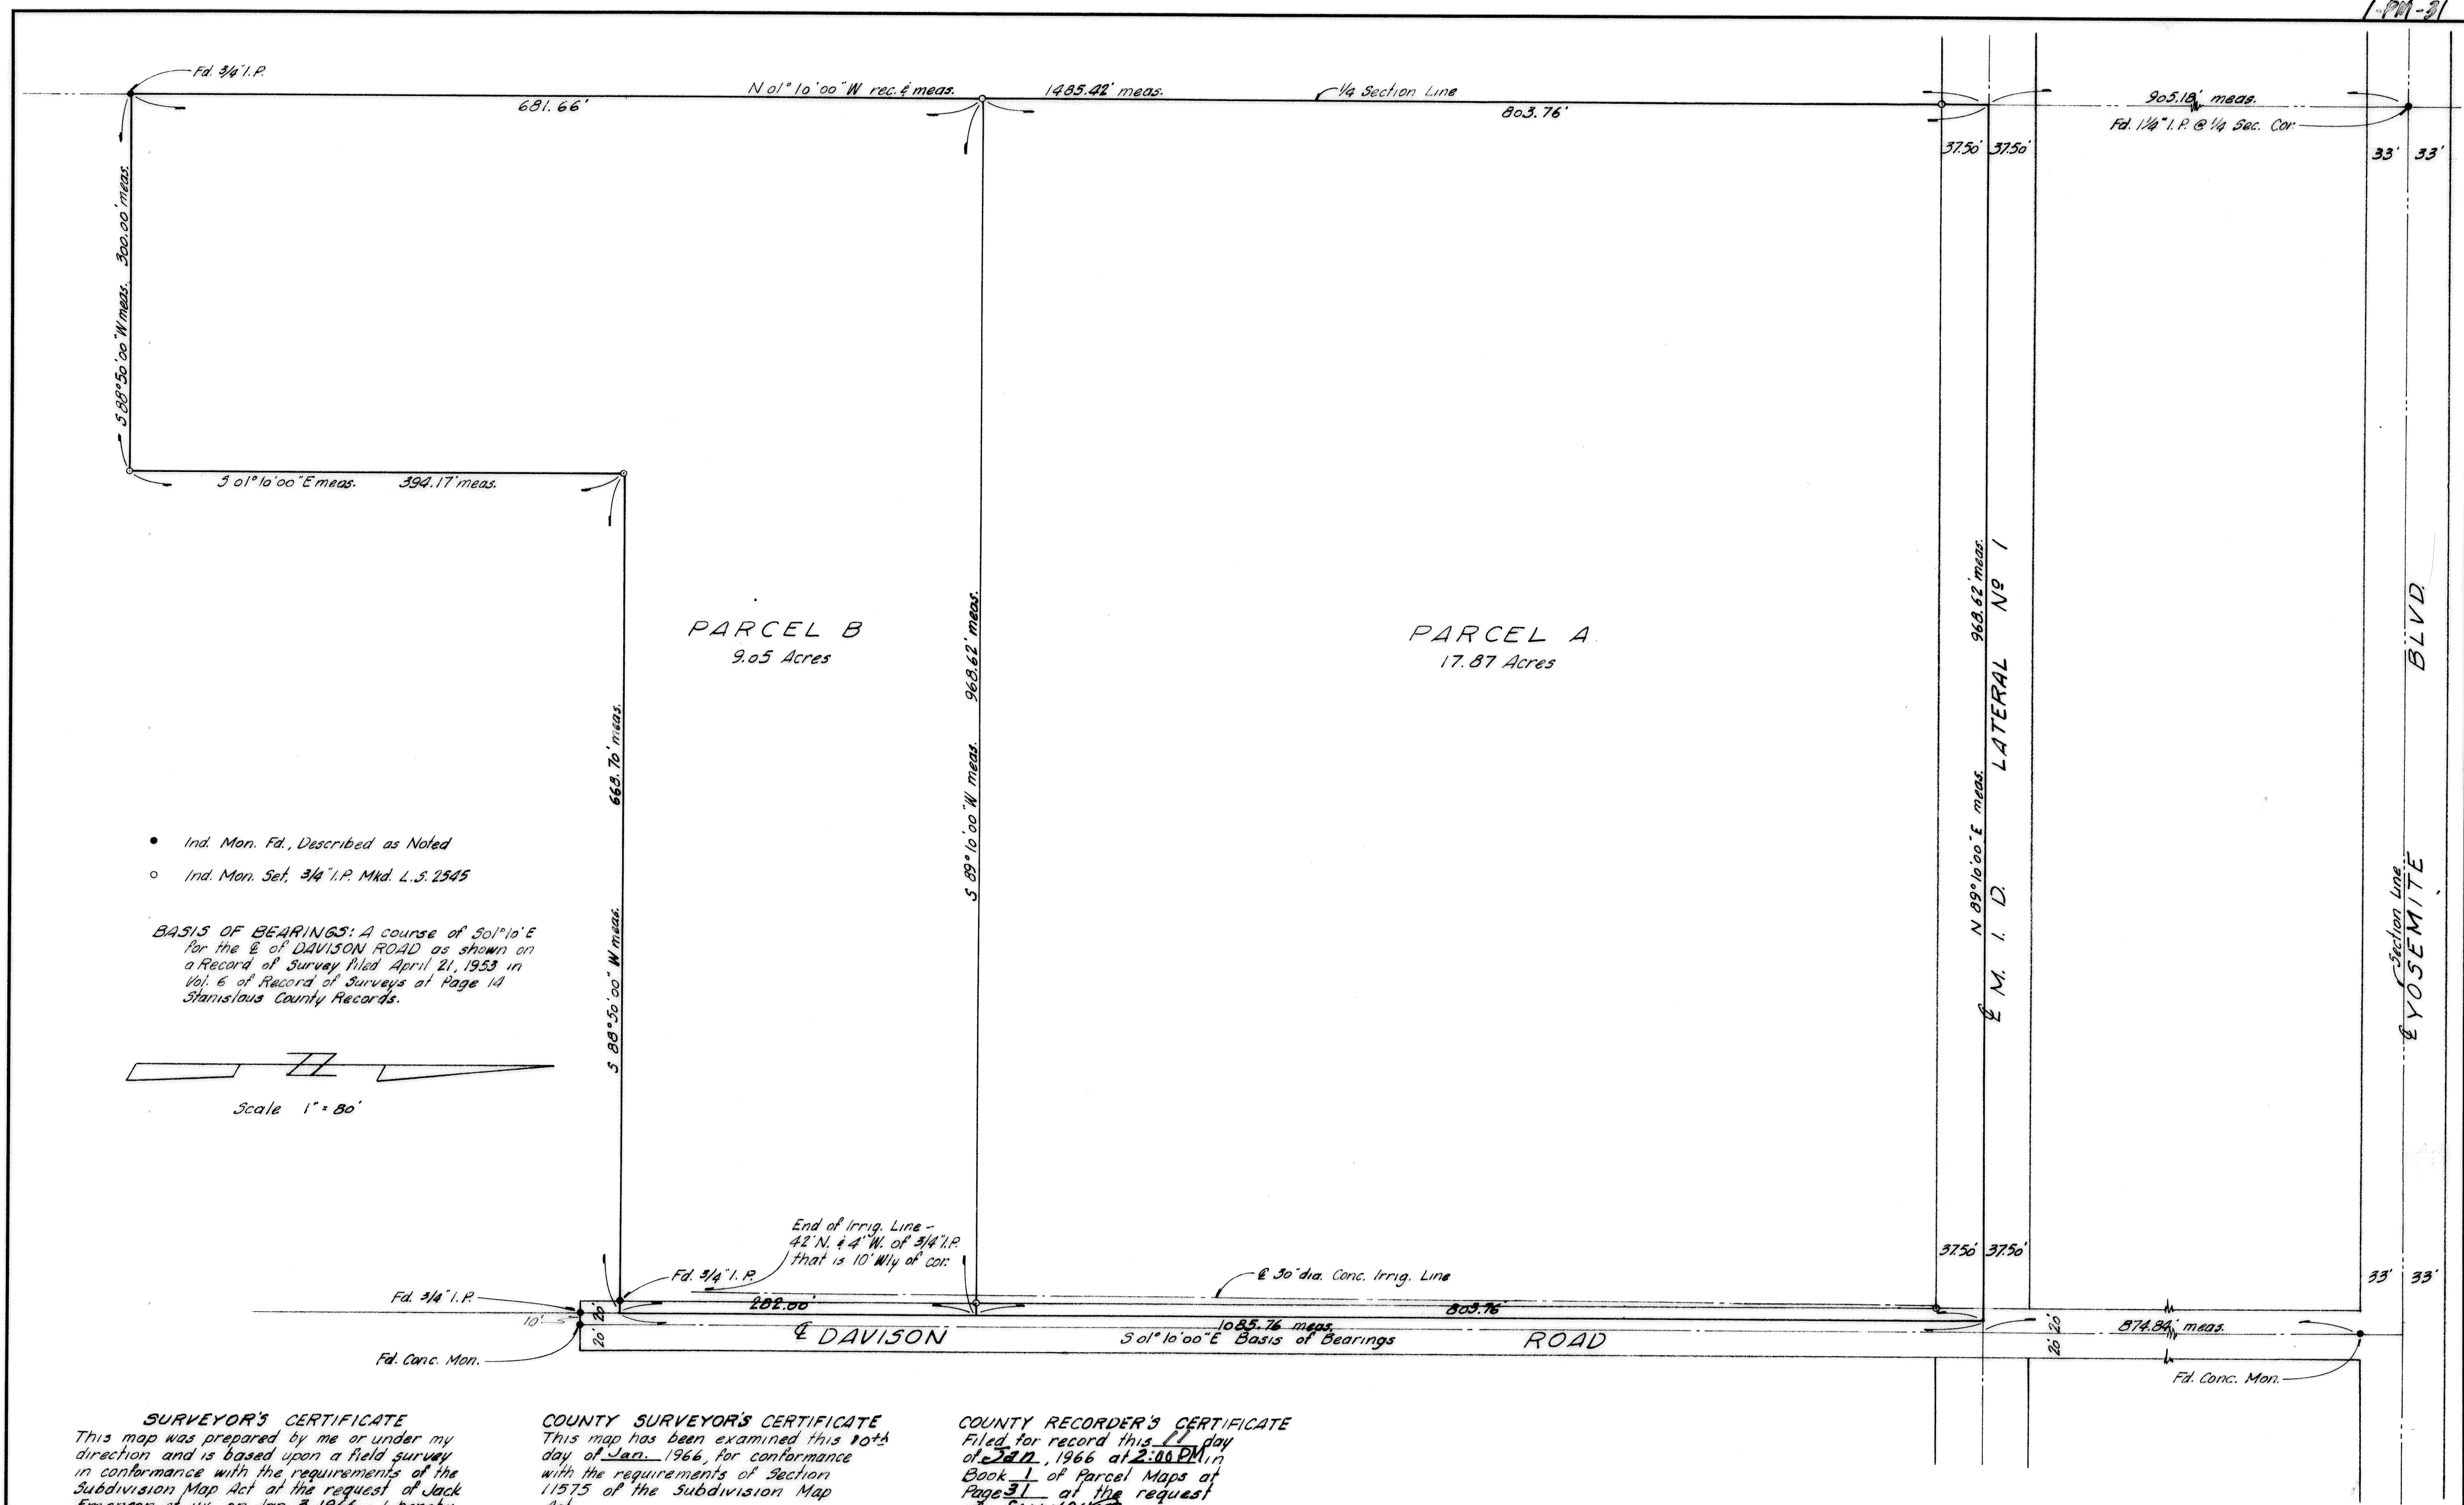 1-PM-31
Fd. 3/4" I.P.
N 01°10'00" W rec. & meas.
1485.42' meas.
1/4 Section Line
681.66'
803.76'
905.18' meas.
Fd. 1 1/4" I.P. @ 1/4 Sec. Cor.
37.50' 37.50'
33' 33'
S 88°50'00" W meas. 300.00' meas.
S 01°10'00" E meas. 394.17' meas.
PARCEL B
9.05 Acres
PARCEL A
17.87 Acres
S 88°50'00" W meas. 668.70' meas.
S 89°10'00" W meas. 968.62' meas.
N 89°10'00" E meas. 968.62' meas.
℄ M. I. D. LATERAL Nº 1
Section Line
℄ YOSEMITE BLVD.
Ind. Mon. Fd., Described as Noted
Ind. Mon. Set, 3/4" I.P. Mkd. L.S. 2545
BASIS OF BEARINGS: A course of S01°10'E
for the ℄ of DAVISON ROAD as shown on
a Record of Survey filed April 21, 1953 in
Vol. 6 of Record of Surveys at Page 14
Stanislaus County Records.
Scale 1" = 80'
End of Irrig. Line -
42' N. & 4' W. of 3/4" I.P.
that is 10' Wly of cor.
Fd. 3/4" I.P.
℄ 30" dia. Conc. Irrig. Line
37.50' 37.50'
33' 33'
Fd. 3/4" I.P.
282.00'
803.76'
10'
20' 20'
20'
1085.76 meas.
℄ DAVISON ROAD
S 01°10'00" E Basis of Bearings
20' 20'
874.84' meas.
Fd. Conc. Mon.
Fd. Conc. Mon.
SURVEYOR'S CERTIFICATE
This map was prepared by me or under my
direction and is based upon a field survey
in conformance with the requirements of the
Subdivision Map Act at the request of Jack
COUNTY SURVEYOR'S CERTIFICATE
This map has been examined this 10th
day of Jan. 1966, for conformance
with the requirements of Section
11575 of the Subdivision Map
COUNTY RECORDER'S CERTIFICATE
Filed for record this 11 day
of Jan, 1966 at 2:00 PM in
Book 1 of Parcel Maps at
Page 31 at the request